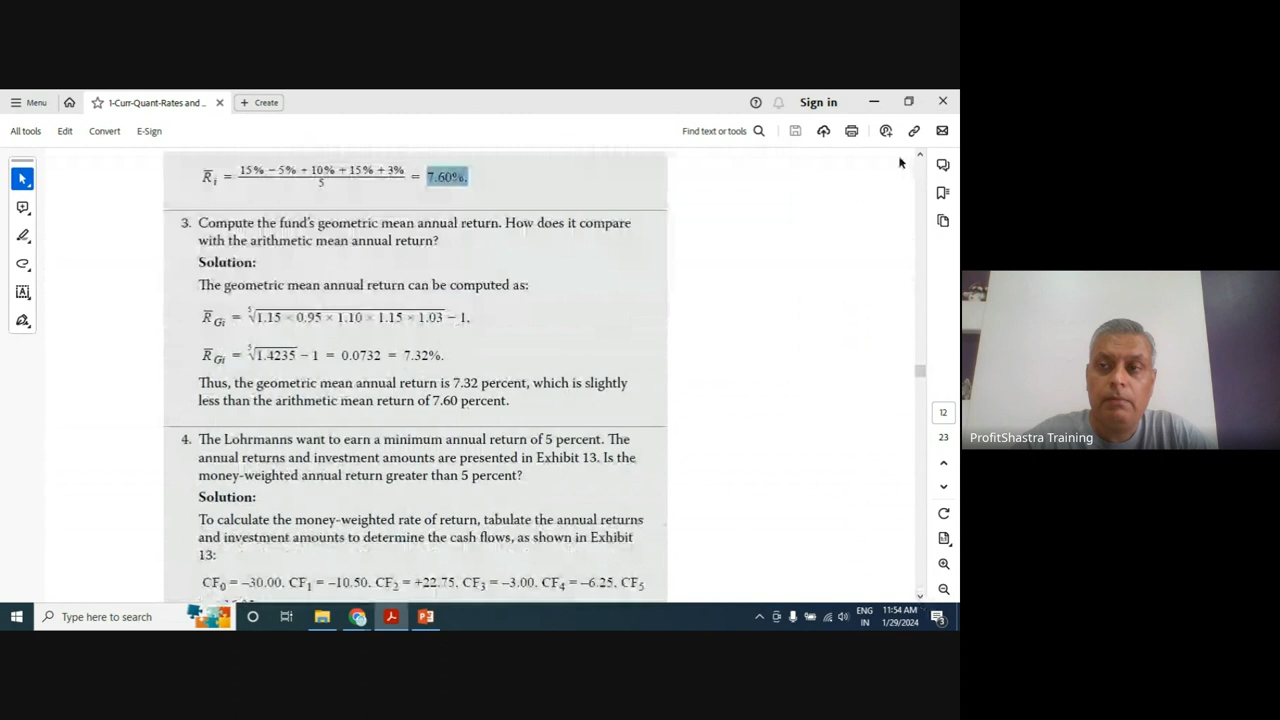 Menu
1-Curr-Quant-Rates and ...
Create
Sign in
All tools Edit Convert E-Sign
Find text or tools
R̄ i = 15% − 5% + 10% + 15% + 3% / 5 = 7.60%.
3. Compute the fund's geometric mean annual return. How does it compare
with the arithmetic mean annual return?
Solution:
The geometric mean annual return can be computed as:
R̄ Gi = ⁵√1.15 × 0.95 × 1.10 × 1.15 × 1.03 − 1.
R̄ Gi = ⁵√1.4235 − 1 = 0.0732 = 7.32%.
Thus, the geometric mean annual return is 7.32 percent, which is slightly
less than the arithmetic mean return of 7.60 percent.
4. The Lohrmanns want to earn a minimum annual return of 5 percent. The
annual returns and investment amounts are presented in Exhibit 13. Is the
money-weighted annual return greater than 5 percent?
Solution:
To calculate the money-weighted rate of return, tabulate the annual returns
and investment amounts to determine the cash flows, as shown in Exhibit
13:
CF0 = −30.00, CF1 = −10.50, CF2 = +22.75, CF3 = −3.00, CF4 = −6.25, CF5
12
23
ProfitShastra Training
Type here to search
ENG
IN
11:54 AM
1/29/2024
3